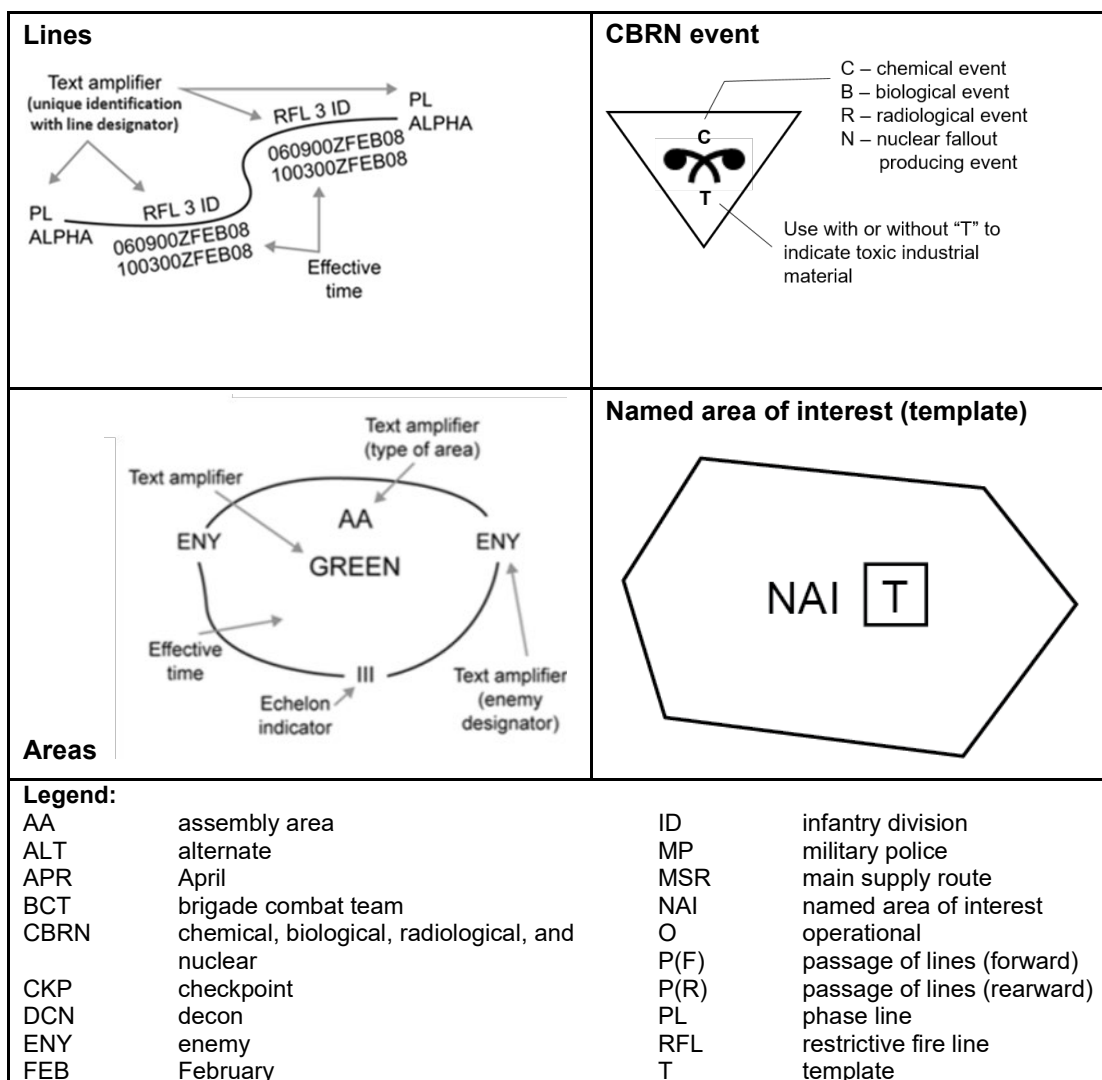 Lines
Text amplifier
(unique identification
with line designator)
RFL 3 ID
PL
ALPHA
060900ZFEB08
100300ZFEB08
PL
ALPHA
RFL 3 ID
060900ZFEB08
100300ZFEB08
Effective
time
CBRN event
C – chemical event
B – biological event
R – radiological event
N – nuclear fallout
producing event
C
T
Use with or without “T” to
indicate toxic industrial
material
Text amplifier
(type of area)
Text amplifier
AA
ENY
ENY
GREEN
Effective
time
III
Echelon
indicator
Text amplifier
(enemy
designator)
Areas
Named area of interest (template)
NAI T
Legend:
AA assembly area
ALT alternate
APR April
BCT brigade combat team
CBRN chemical, biological, radiological, and
nuclear
CKP checkpoint
DCN decon
ENY enemy
FEB February
ID infantry division
MP military police
MSR main supply route
NAI named area of interest
O operational
P(F) passage of lines (forward)
P(R) passage of lines (rearward)
PL phase line
RFL restrictive fire line
T template